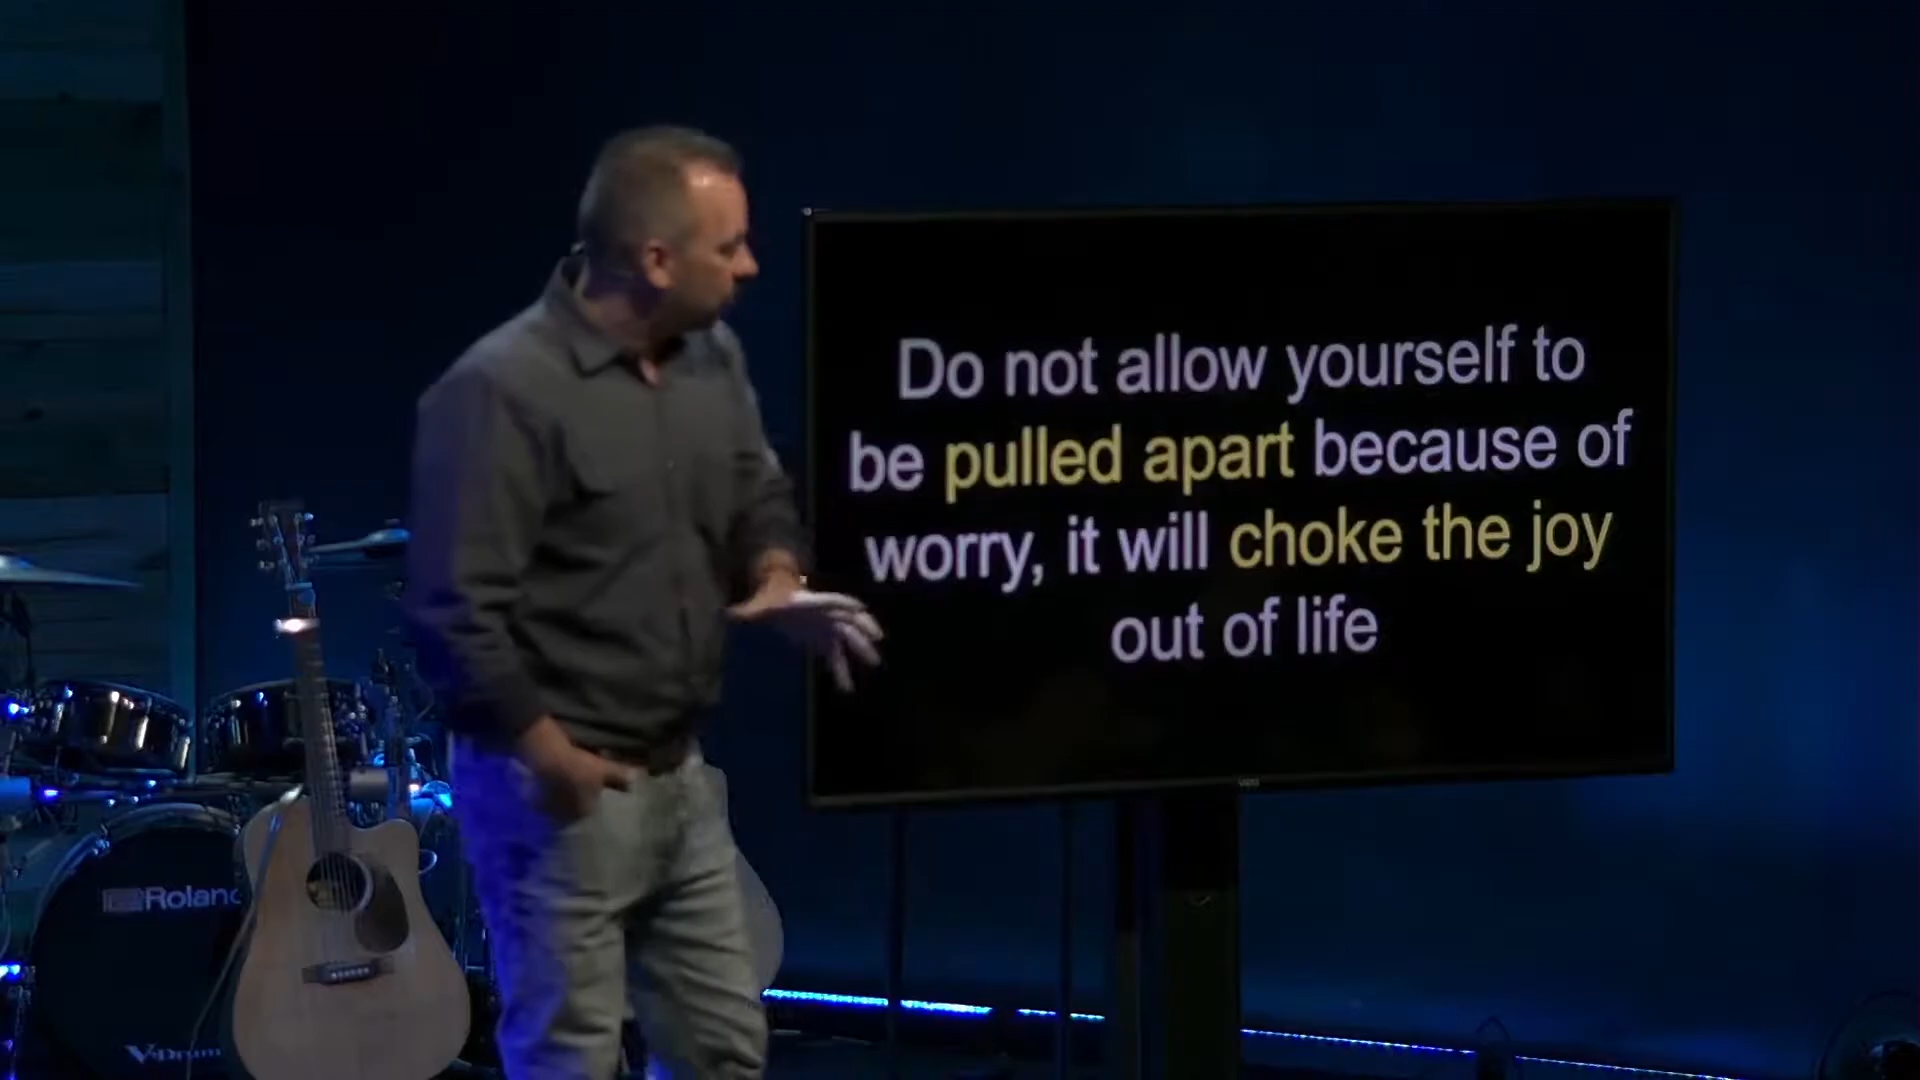 Do not allow yourself to
be pulled apart because of
worry, it will choke the joy
out of life
Roland
V-Drums